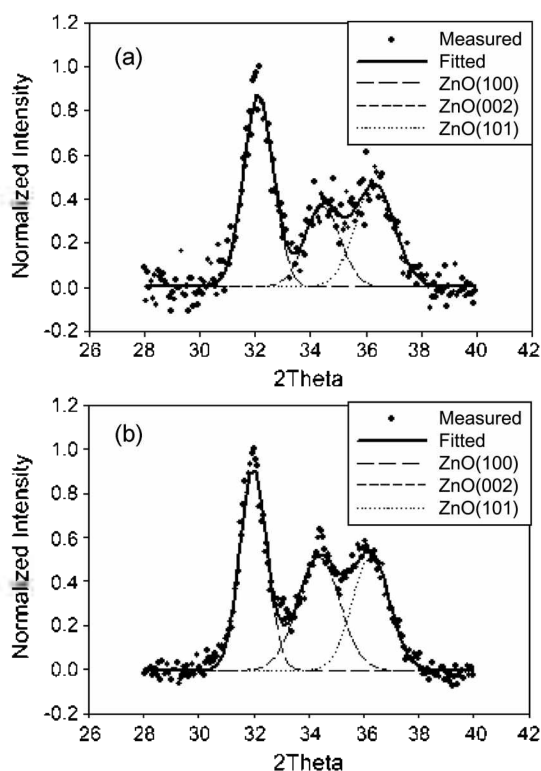 1.2
1.0
0.8
0.6
0.4
0.2
0.0
-0.2
Normalized Intensity
(a)
Measured
Fitted
ZnO(100)
ZnO(002)
ZnO(101)
26 28 30 32 34 36 38 40 42
2Theta
1.2
1.0
0.8
0.6
0.4
0.2
0.0
-0.2
Normalized Intensity
(b)
Measured
Fitted
ZnO(100)
ZnO(002)
ZnO(101)
26 28 30 32 34 36 38 40 42
2Theta